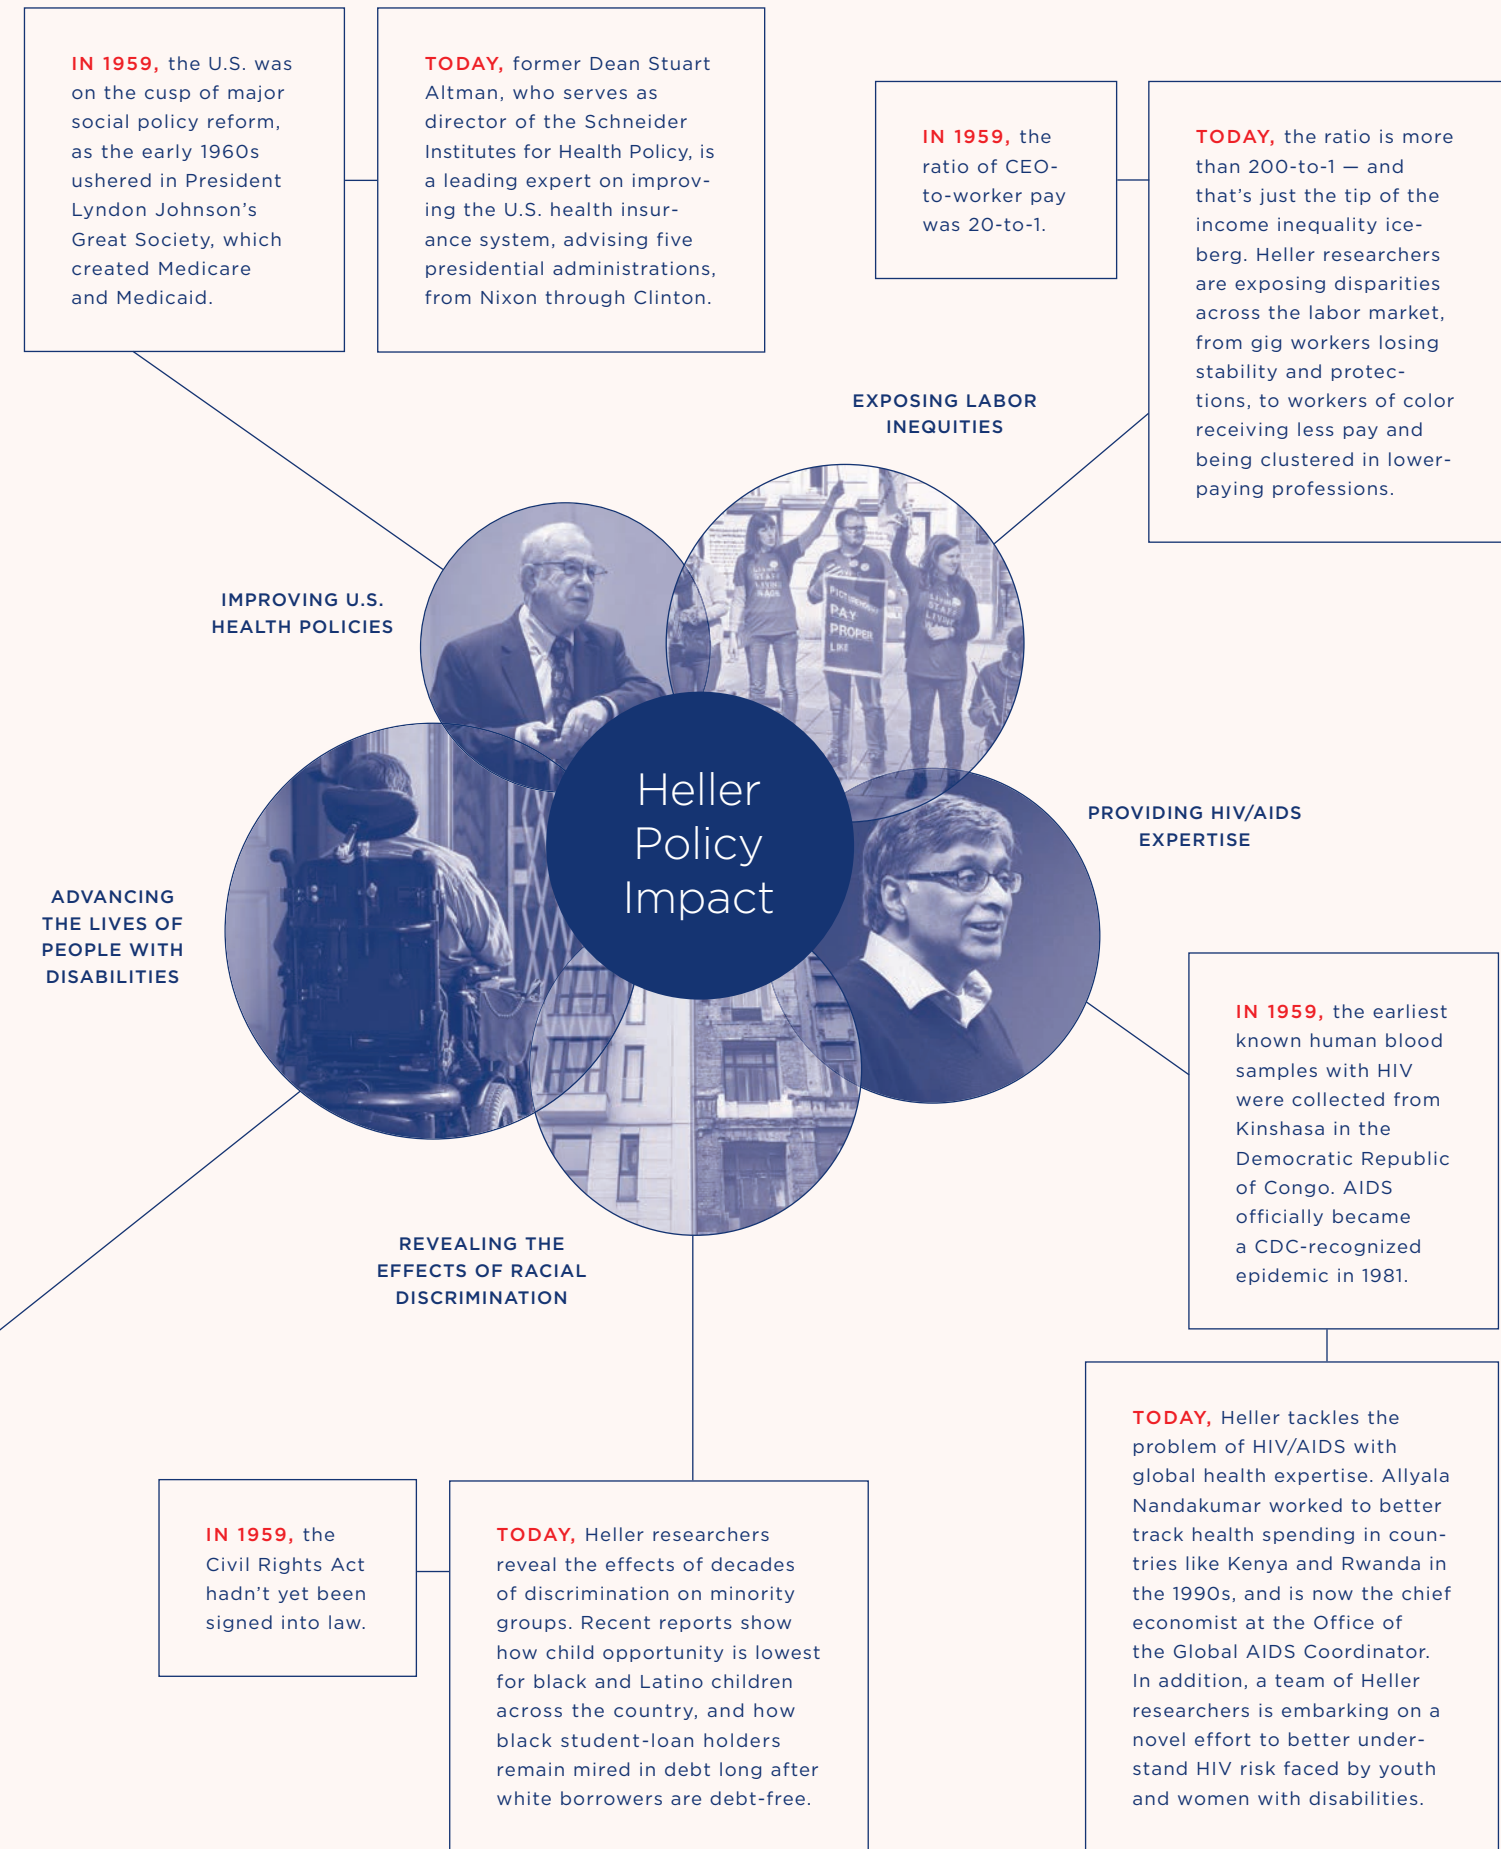 IN 1959, the U.S. was
on the cusp of major
social policy reform,
as the early 1960s
ushered in President
Lyndon Johnson’s
Great Society, which
created Medicare
and Medicaid.
TODAY, former Dean Stuart
Altman, who serves as
director of the Schneider
Institutes for Health Policy, is
a leading expert on improv-
ing the U.S. health insur-
ance system, advising five
presidential administrations,
from Nixon through Clinton.
IN 1959, the
ratio of CEO-
to-worker pay
was 20-to-1.
TODAY, the ratio is more
than 200-to-1 — and
that’s just the tip of the
income inequality ice-
berg. Heller researchers
are exposing disparities
across the labor market,
from gig workers losing
stability and protec-
tions, to workers of color
receiving less pay and
being clustered in lower-
paying professions.
EXPOSING LABOR
INEQUITIES
IMPROVING U.S.
HEALTH POLICIES
LIVING
STAFF
LIVING
WAGE
PAY
PROPER
LIKE
LIVING
STAFF
LIVING
WAGE
Heller
Policy
Impact
PROVIDING HIV/AIDS
EXPERTISE
ADVANCING
THE LIVES OF
PEOPLE WITH
DISABILITIES
IN 1959, the earliest
known human blood
samples with HIV
were collected from
Kinshasa in the
Democratic Republic
of Congo. AIDS
officially became
a CDC-recognized
epidemic in 1981.
REVEALING THE
EFFECTS OF RACIAL
DISCRIMINATION
TODAY, Heller tackles the
problem of HIV/AIDS with
global health expertise. Allyala
Nandakumar worked to better
track health spending in coun-
tries like Kenya and Rwanda in
the 1990s, and is now the chief
economist at the Office of
the Global AIDS Coordinator.
In addition, a team of Heller
researchers is embarking on a
novel effort to better under-
stand HIV risk faced by youth
and women with disabilities.
IN 1959, the
Civil Rights Act
hadn’t yet been
signed into law.
TODAY, Heller researchers
reveal the effects of decades
of discrimination on minority
groups. Recent reports show
how child opportunity is lowest
for black and Latino children
across the country, and how
black student-loan holders
remain mired in debt long after
white borrowers are debt-free.